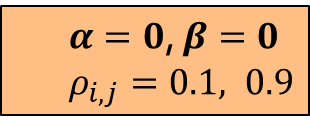 α = 0, β = 0
ρi,j = 0.1, 0.9